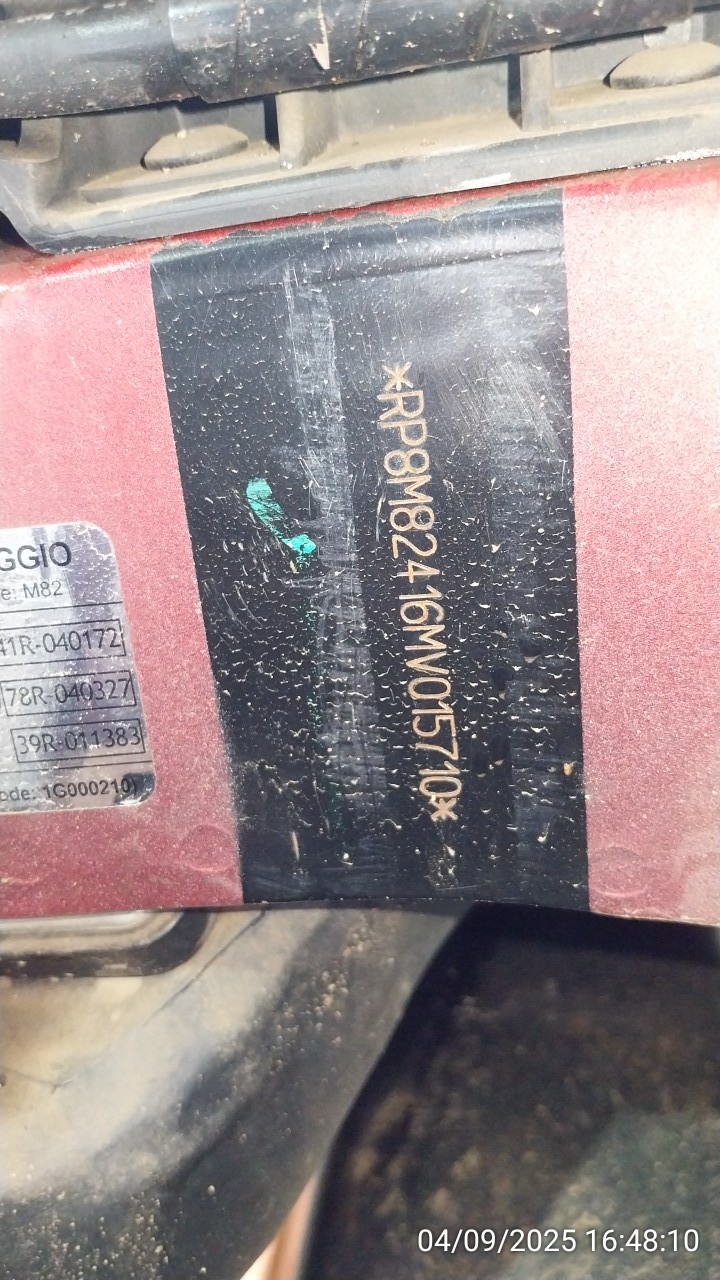 *RP8M82416MV015710*
GGIO
e: M82
41R-040172
78R-040327
39R-011383
ode: 1G000210)
04/09/2025 16:48:10